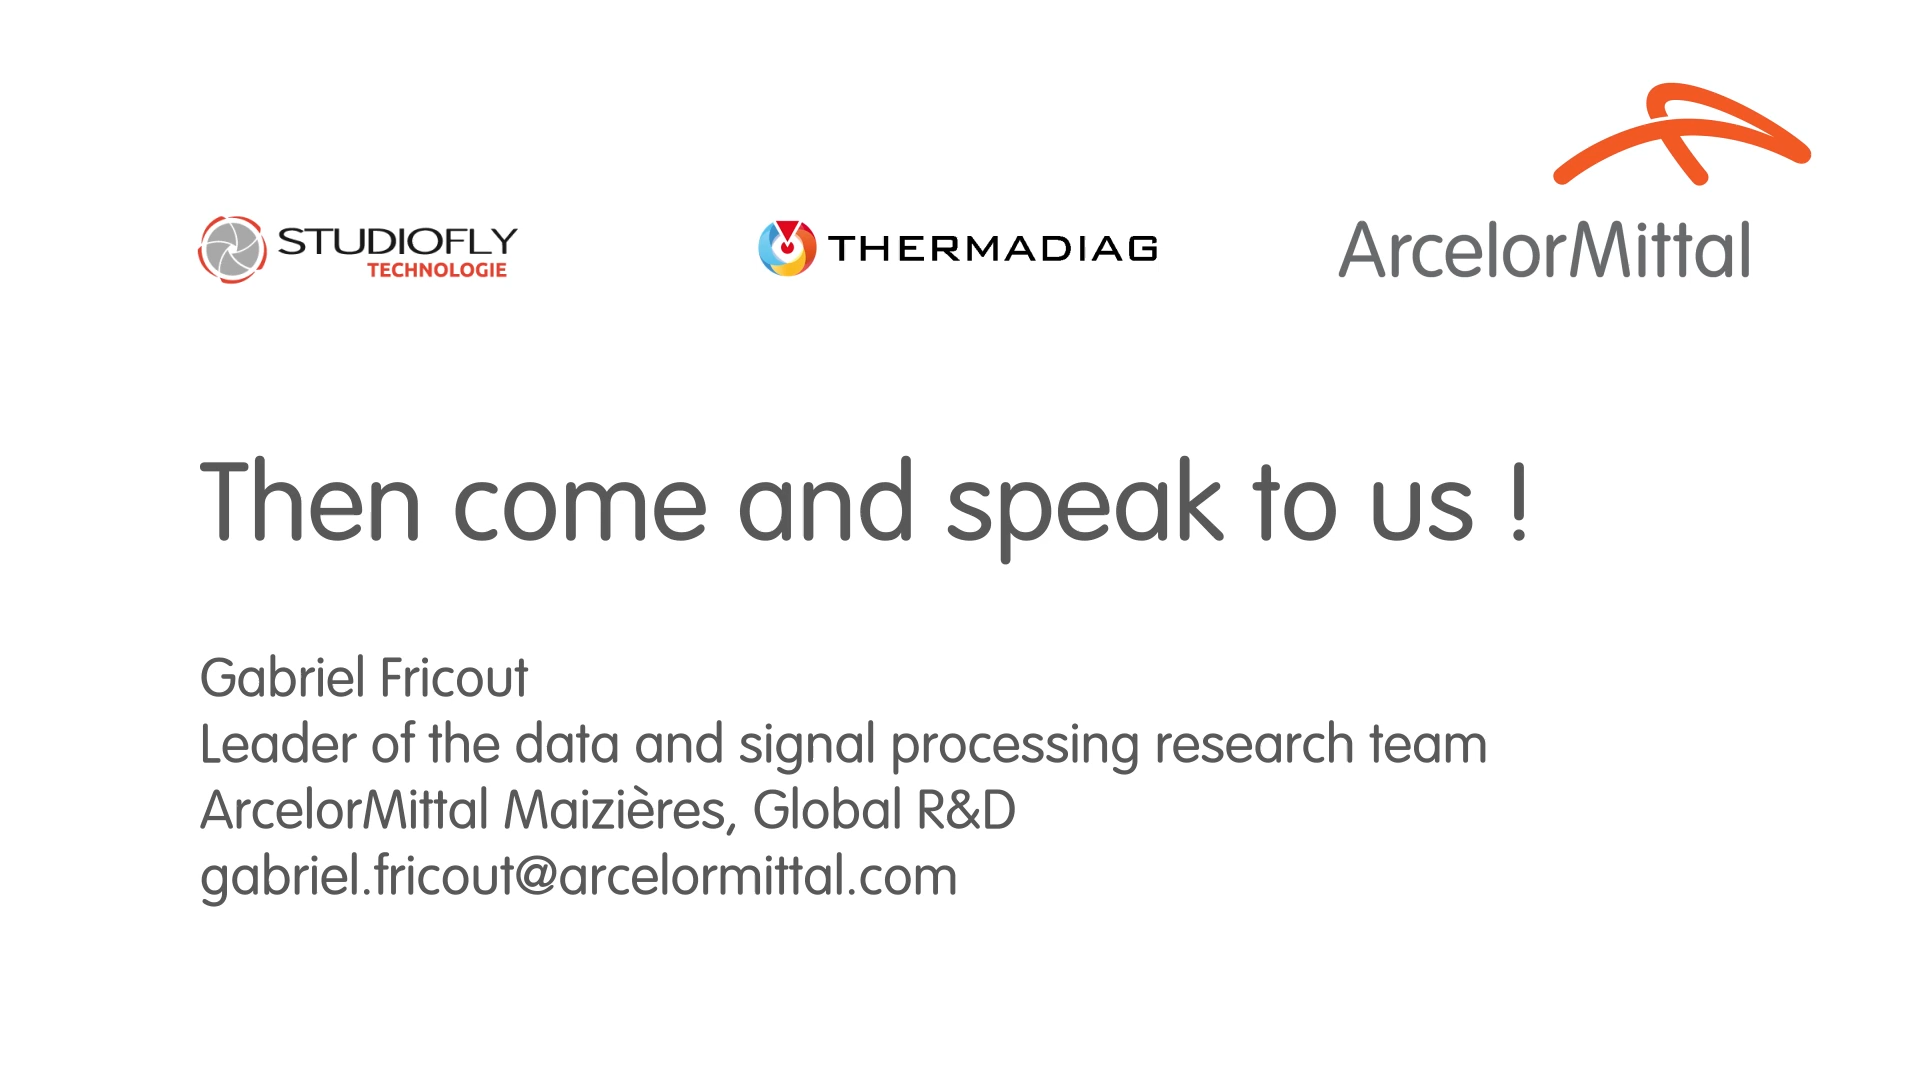 STUDIOFLY
TECHNOLOGIE
THERMADIAG
ArcelorMittal
Then come and speak to us !
Gabriel Fricout
Leader of the data and signal processing research team
ArcelorMittal Maizières, Global R&D
gabriel.fricout@arcelormittal.com